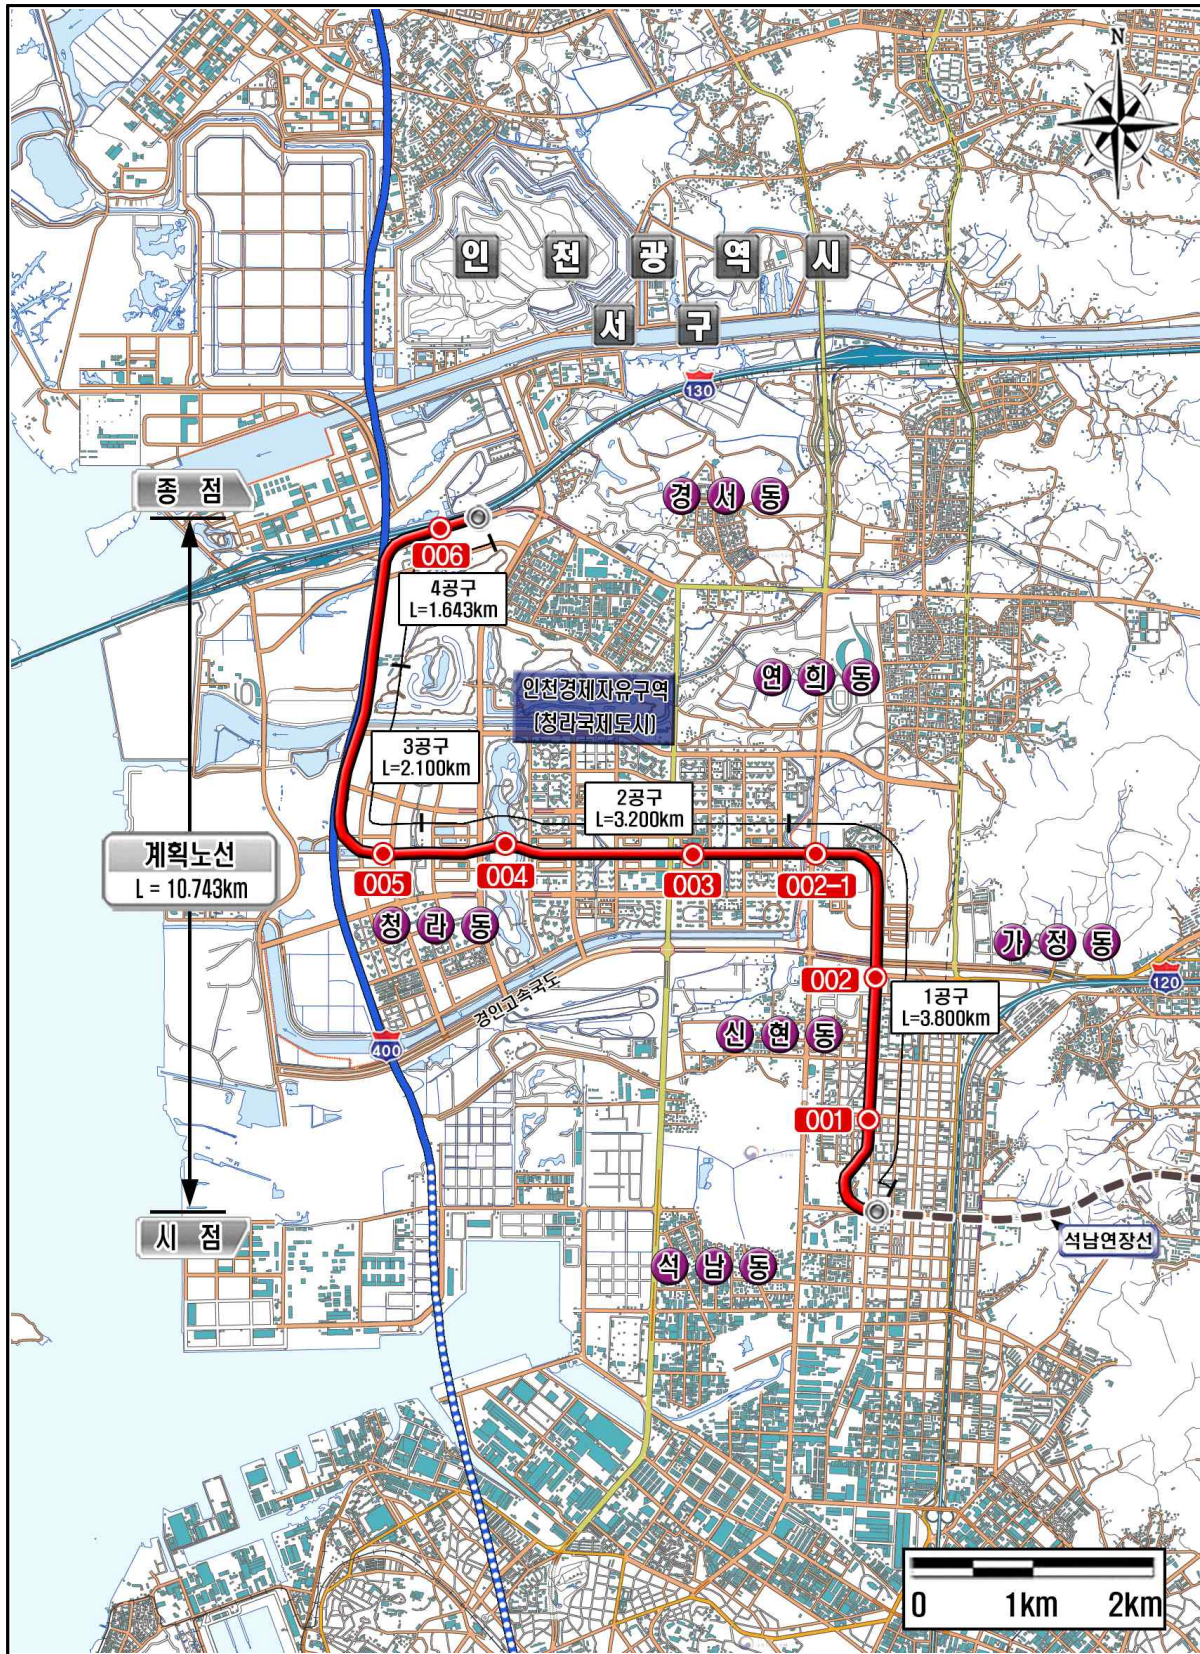 N
인 천 광 역 시
서 구
130
종 점
경 서 동
006
4공구
L=1.643km
연 희 동
인천경제자유구역
(청라국제도시)
3공구
L=2.100km
2공구
L=3.200km
계획노선
L = 10.743km
005
004
003
002-1
청 라 동
가 정 동
002
120
경인고속국도
1공구
L=3.800km
신 현 동
400
001
시 점
석남연장선
석 남 동
0 1km 2km